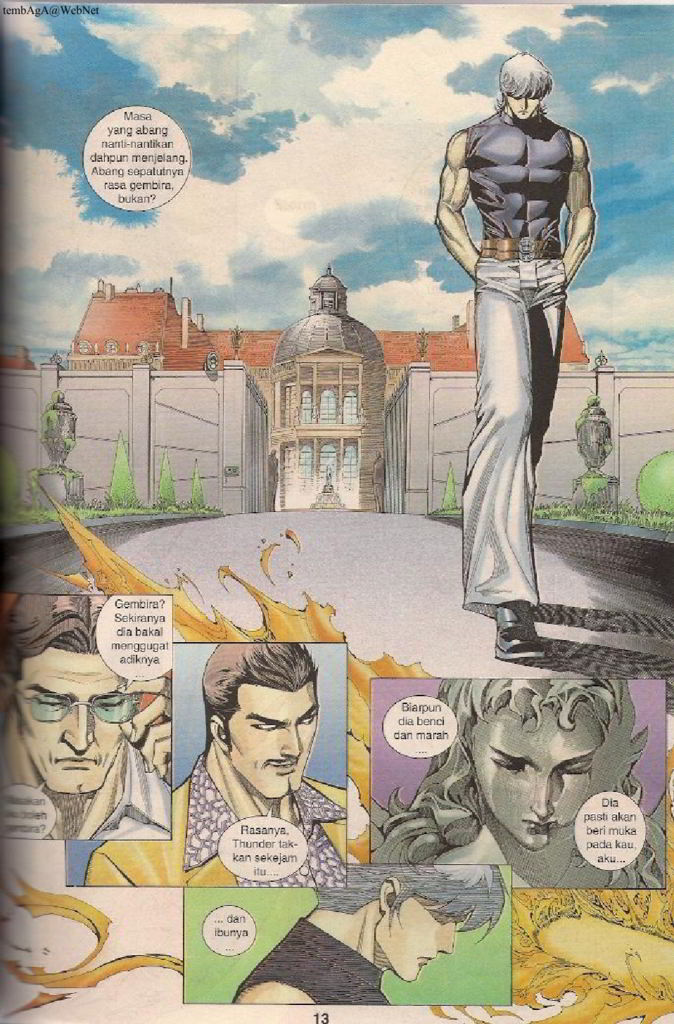 tembAgA@WebNet
Masa
yang abang
nanti-nantikan
dahpun menjelang.
Abang sepatutnya
rasa gembira,
bukan?
Gembira?
Sekiranya
dia bakal
menggugat
adiknya
...
boleh
Rasanya,
Thunder tak-
kan sekejam
itu....
Biarpun
dia benci
dan marah
...
Dia
pasti akan
beri muka
pada kau,
aku...
... dan
ibunya
...
13